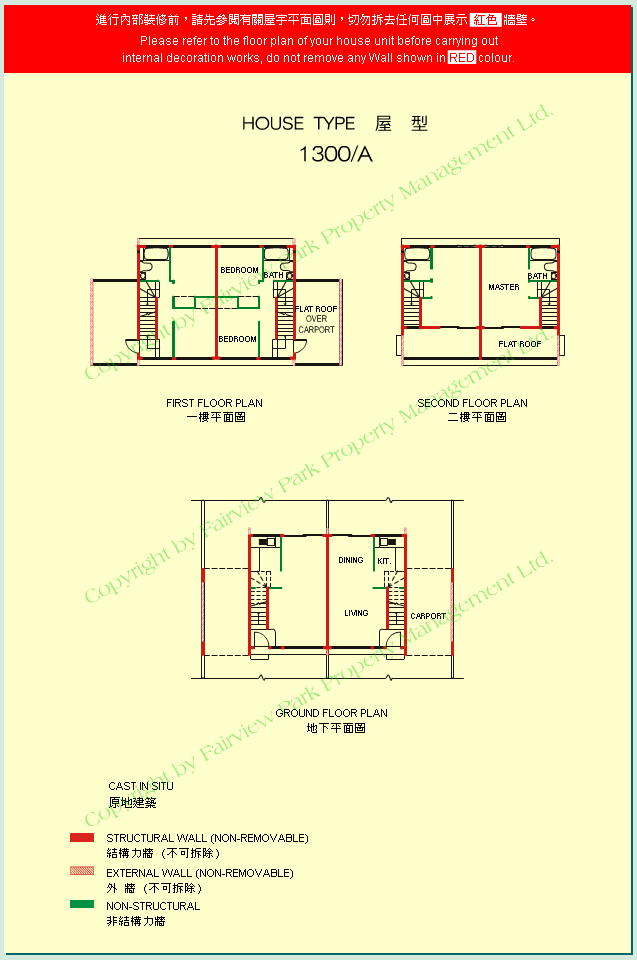 進行內部裝修前，請先參閱有關屋宇平面圖則，切勿拆去任何圖中展示 紅色 牆壁。
Please refer to the floor plan of your house unit before carrying out
internal decoration works, do not remove any Wall shown in RED colour.
HOUSE TYPE 屋 型
1300/A
Copyright by Fairview Park Property Management Ltd.
BEDROOM
BATH
FLAT ROOF
OVER
CARPORT
BEDROOM
BATH
MASTER
FLAT ROOF
FIRST FLOOR PLAN
一樓平面圖
SECOND FLOOR PLAN
二樓平面圖
Copyright by Fairview Park Property Management Ltd.
DINING
KIT.
LIVING
CARPORT
GROUND FLOOR PLAN
地下平面圖
Copyright by Fairview Park Property Management Ltd.
CAST IN SITU
原地建築
STRUCTURAL WALL (NON-REMOVABLE)
結構力牆 (不可拆除)
EXTERNAL WALL (NON-REMOVABLE)
外 牆 (不可拆除)
NON-STRUCTURAL
非結構力牆